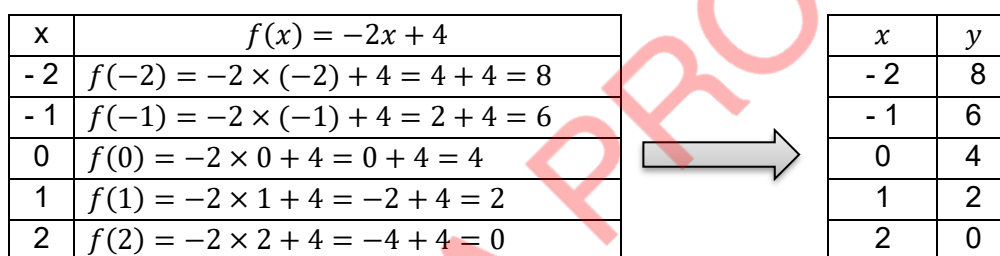 x f(x) = −2x + 4 x y
- 2 f(−2) = −2 × (−2) + 4 = 4 + 4 = 8 - 2 8
- 1 f(−1) = −2 × (−1) + 4 = 2 + 4 = 6 - 1 6
0 f(0) = −2 × 0 + 4 = 0 + 4 = 4 0 4
1 f(1) = −2 × 1 + 4 = −2 + 4 = 2 1 2
2 f(2) = −2 × 2 + 4 = −4 + 4 = 0 2 0